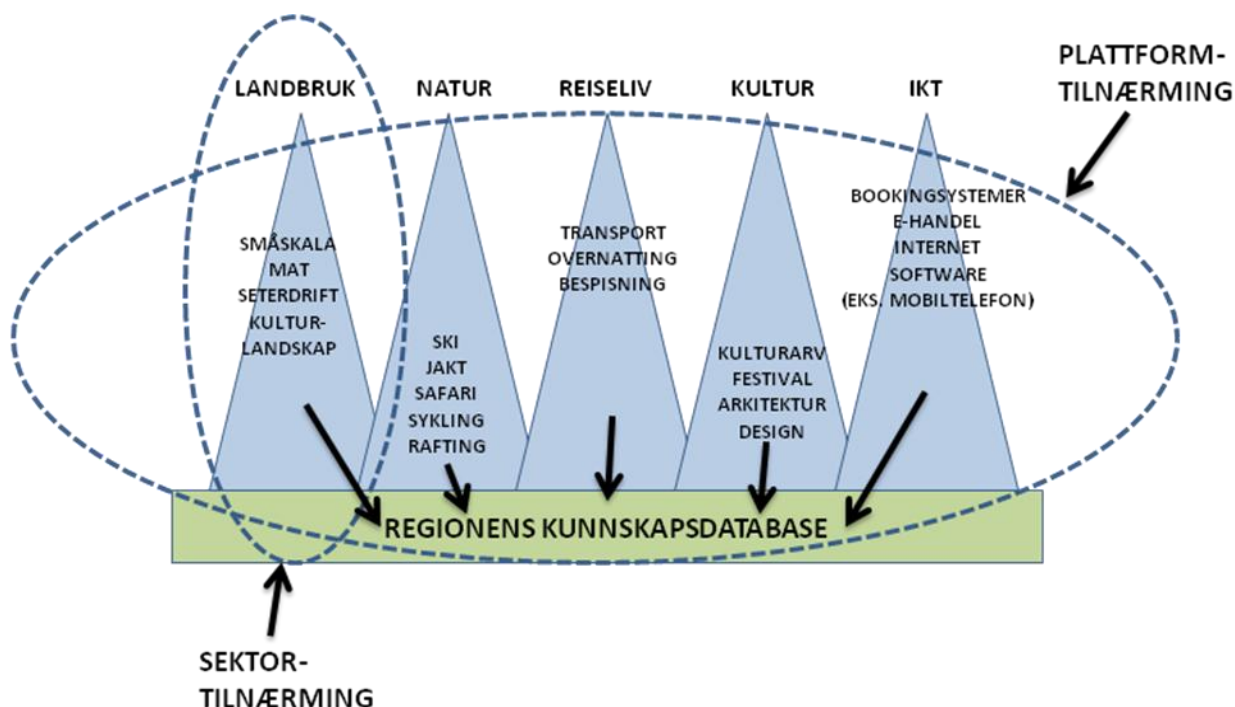 PLATTFORM-
TILNÆRMING
LANDBRUK
NATUR
REISELIV
KULTUR
IKT
SMÅSKALA
MAT
SETERDRIFT
KULTUR-
LANDSKAP
SKI
JAKT
SAFARI
SYKLING
RAFTING
TRANSPORT
OVERNATTING
BESPISNING
KULTURARV
FESTIVAL
ARKITEKTUR
DESIGN
BOOKINGSYSTEMER
E-HANDEL
INTERNET
SOFTWARE
(EKS. MOBILTELEFON)
REGIONENS KUNNSKAPSDATABASE
SEKTOR-
TILNÆRMING